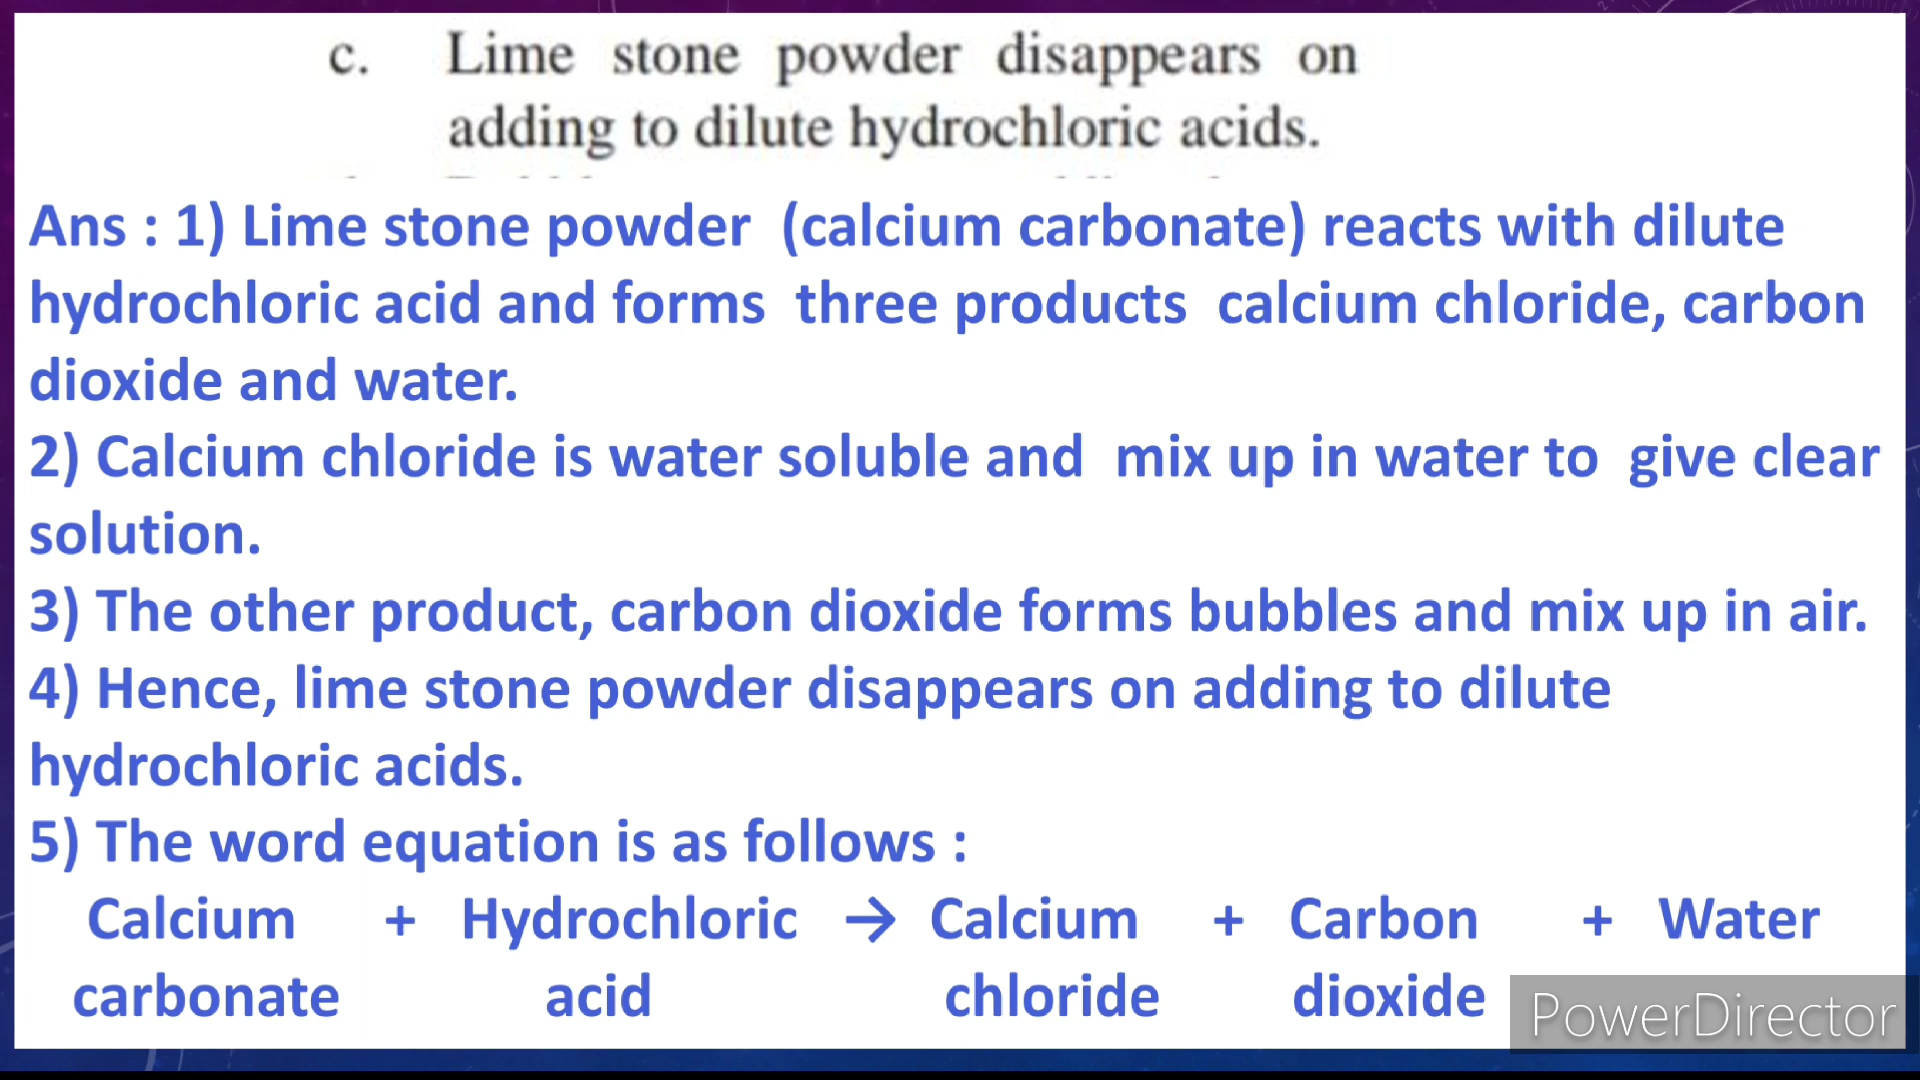 c. Lime stone powder disappears on
adding to dilute hydrochloric acids.
Ans : 1) Lime stone powder (calcium carbonate) reacts with dilute
hydrochloric acid and forms three products calcium chloride, carbon
dioxide and water.
2) Calcium chloride is water soluble and mix up in water to give clear
solution.
3) The other product, carbon dioxide forms bubbles and mix up in air.
4) Hence, lime stone powder disappears on adding to dilute
hydrochloric acids.
5) The word equation is as follows :
Calcium + Hydrochloric → Calcium + Carbon + Water
carbonate acid chloride dioxide
PowerDirector